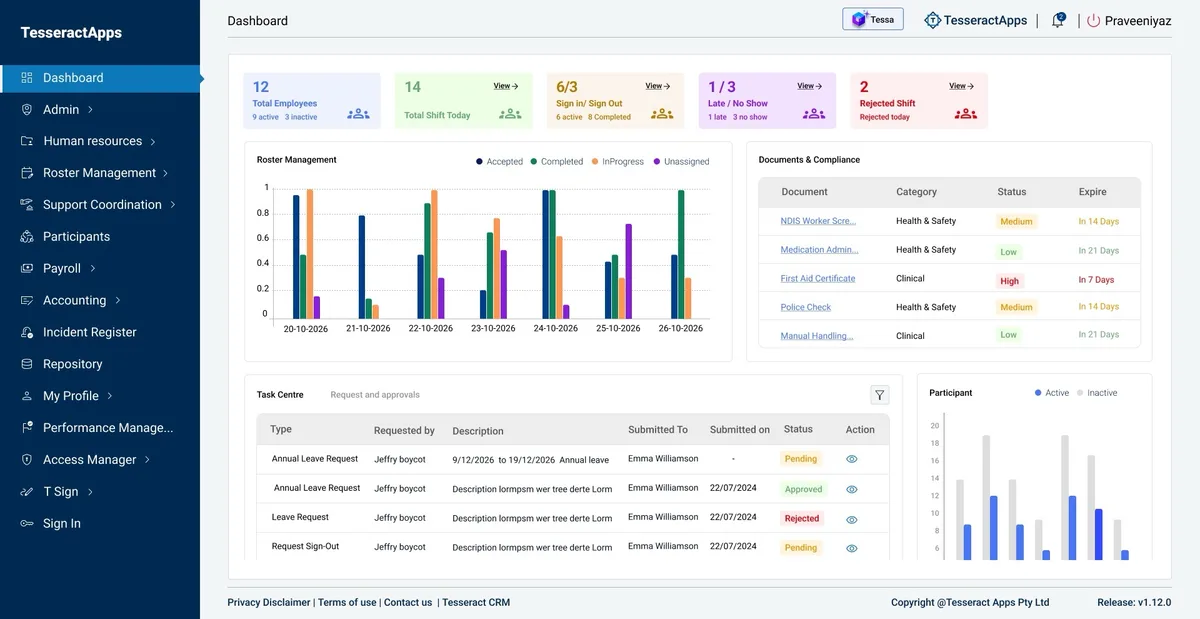 TesseractApps
Dashboard
Admin
Human resources
Roster Management
Support Coordination
Participants
Payroll
Accounting
Incident Register
Repository
My Profile
Performance Manage...
Access Manager
T Sign
Sign In
Dashboard
Tessa
TesseractApps
2
Praveeniyaz
12
Total Employees
9 active 3 inactive
14 View
Total Shift Today
6/3 View
Sign in/ Sign Out
6 active 8 Completed
1 / 3 View
Late / No Show
1 late 3 no show
2 View
Rejected Shift
Rejected today
Roster Management
Accepted Completed InProgress Unassigned
1
0.8
0.6
0.4
0.2
0
20-10-2026 21-10-2026 22-10-2026 23-10-2026 24-10-2026 25-10-2026 26-10-2026
Documents & Compliance
Document Category Status Expire
NDIS Worker Scre... Health & Safety Medium In 14 Days
Medication Admin... Health & Safety Low In 21 Days
First Aid Certificate Clinical High In 7 Days
Police Check Health & Safety Medium In 14 Days
Manual Handling... Clinical Low In 21 Days
Task Centre Request and approvals
Type Requested by Description Submitted To Submitted on Status Action
Annual Leave Request Jeffry boycot 9/12/2026 to 19/12/2026 Annual leave Emma Williamson - Pending
Annual Leave Request Jeffry boycot Description lormpsm wer tree derte Lorm Emma Williamson 22/07/2024 Approved
Leave Request Jeffry boycot Description lormpsm wer tree derte Lorm Emma Williamson 22/07/2024 Rejected
Request Sign-Out Jeffry boycot Description lormpsm wer tree derte Lorm Emma Williamson 22/07/2024 Pending
Participant Active Inactive
20
18
16
14
12
10
8
6
Privacy Disclaimer | Terms of use | Contact us | Tesseract CRM
Copyright @Tesseract Apps Pty Ltd
Release: v1.12.0